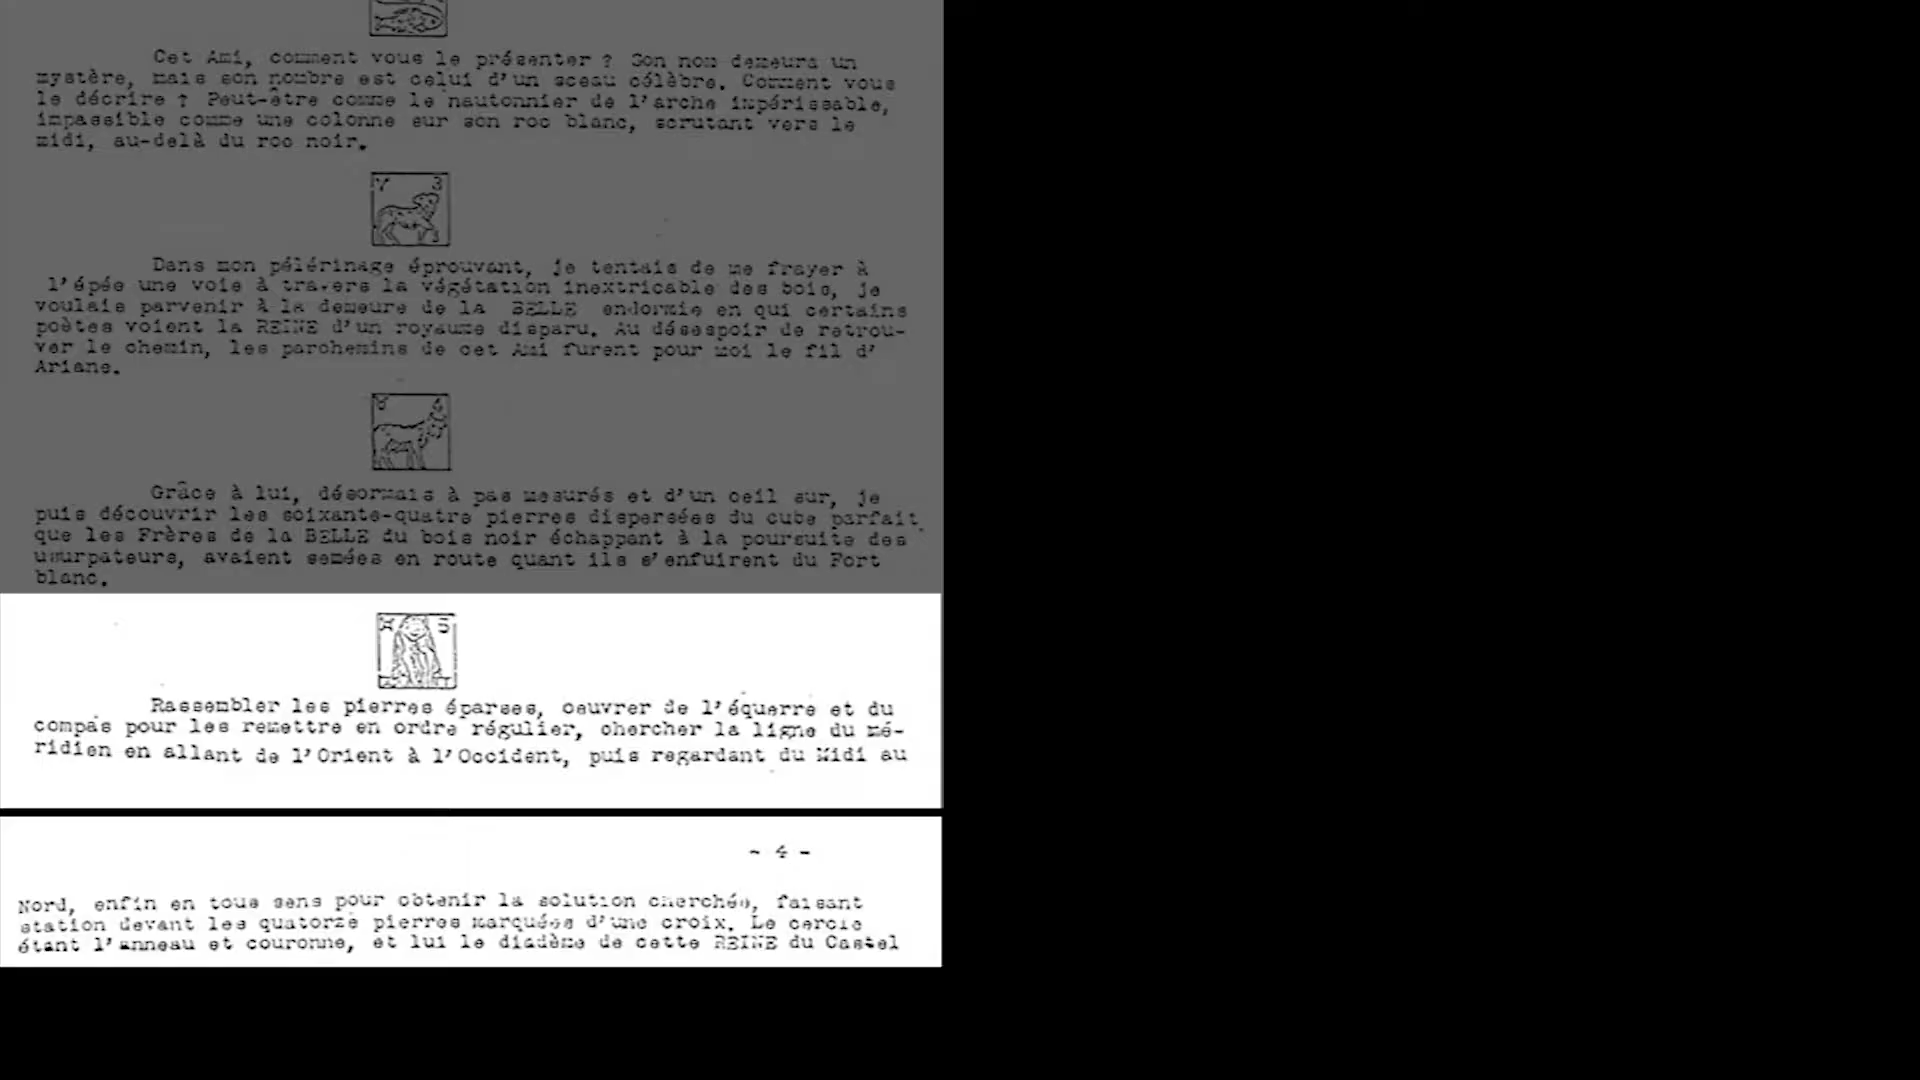 Cet Ami, comment vous le présenter ? Son nom demeura un
mystère, mais son nombre est celui d'un sceau célèbre. Comment vous
le décrire ? Peut-être comme le nautonnier de l'arche impérissable,
impassible comme une colonne sur son roc blanc, scrutant vers le
midi, au-delà du roc noir.
3
Dans mon pélérinage éprouvant, je tentais de me frayer à
l'épée une voie à travers la végétation inextricable des bois, je
voulais parvenir à la demeure de la BELLE endormie en qui certains
poètes voient la REINE d'un royaume disparu. Au désespoir de retrou-
ver le chemin, les parchemins de cet Ami furent pour moi le fil d'
Ariane.
Grâce à lui, désormais à pas mesurés et d'un oeil sur, je
puis découvrir les soixante-quatre pierres dispersées du cube parfait
que les Frères de la BELLE du bois noir échappant à la poursuite des
usurpateurs, avaient semées en route quant ils s'enfuirent du Fort
blanc.
5
Rassembler les pierres éparses, oeuvrer de l'équerre et du
compas pour les remettre en ordre régulier, chercher la ligne du mé-
ridien en allant de l'Orient à l'Occident, puis regardant du Midi au
- 4 -
Nord, enfin en tous sens pour obtenir la solution cherchée, faisant
station devant les quatorze pierres marquées d'une croix. Le cercle
étant l'anneau et couronne, et lui le diadème de cette REINE du Castel